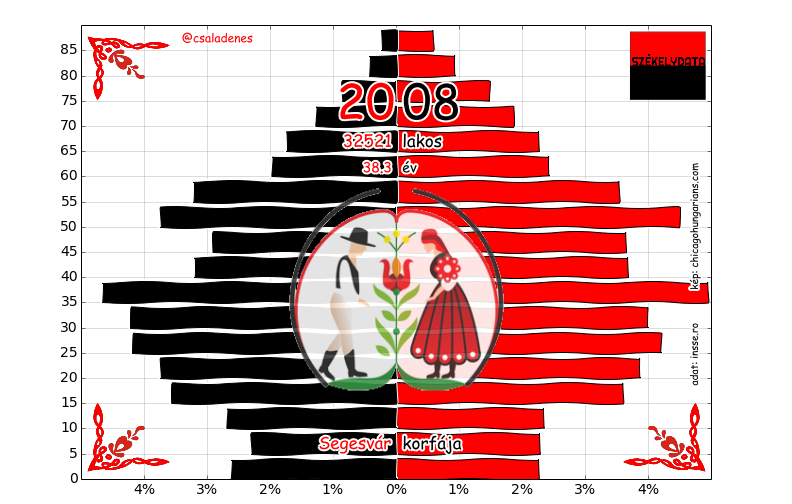 @csaladenes
SZÉKELYDATA
2008
32521 lakos
38.3 év
kép: chicagohungarians.com
adat: insse.ro
Segesvár korfája
85
80
75
70
65
60
55
50
45
40
35
30
25
20
15
10
5
0
4% 3% 2% 1% 0% 1% 2% 3% 4%